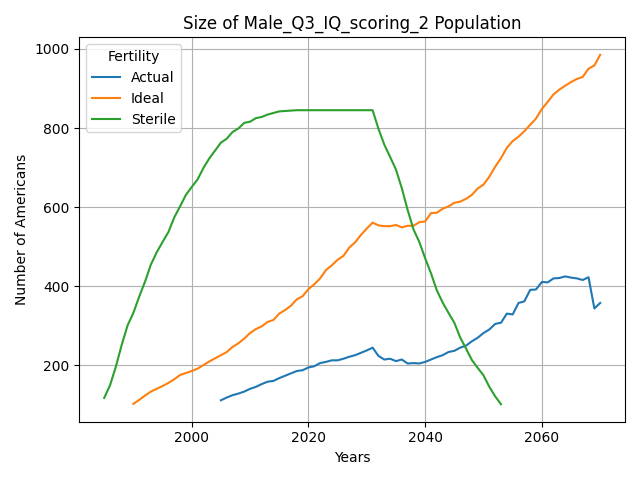 Size of Male_Q3_IQ_scoring_2 Population
Number of Americans
1000
800
600
400
200
Fertility
Actual
Ideal
Sterile
2000
2020
2040
2060
Years